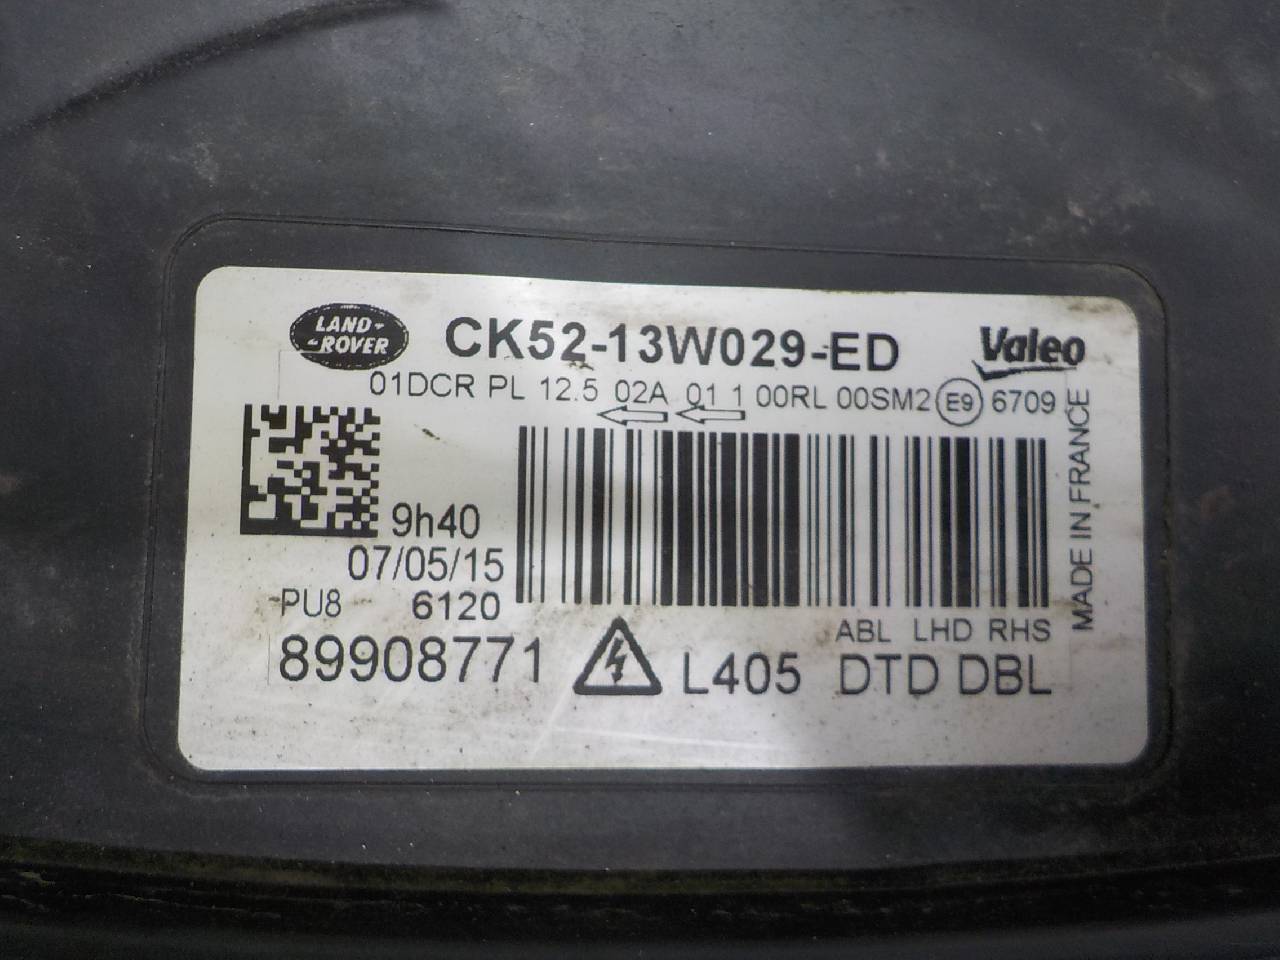 LAND-
-ROVER
CK52-13W029-ED
Valeo
01DCR PL 12.5 02A 01 1 00RL 00SM2 E9 6709
MADE IN FRANCE
9h40
07/05/15
PU8 6120
ABL LHD RHS
89908771 L405 DTD DBL